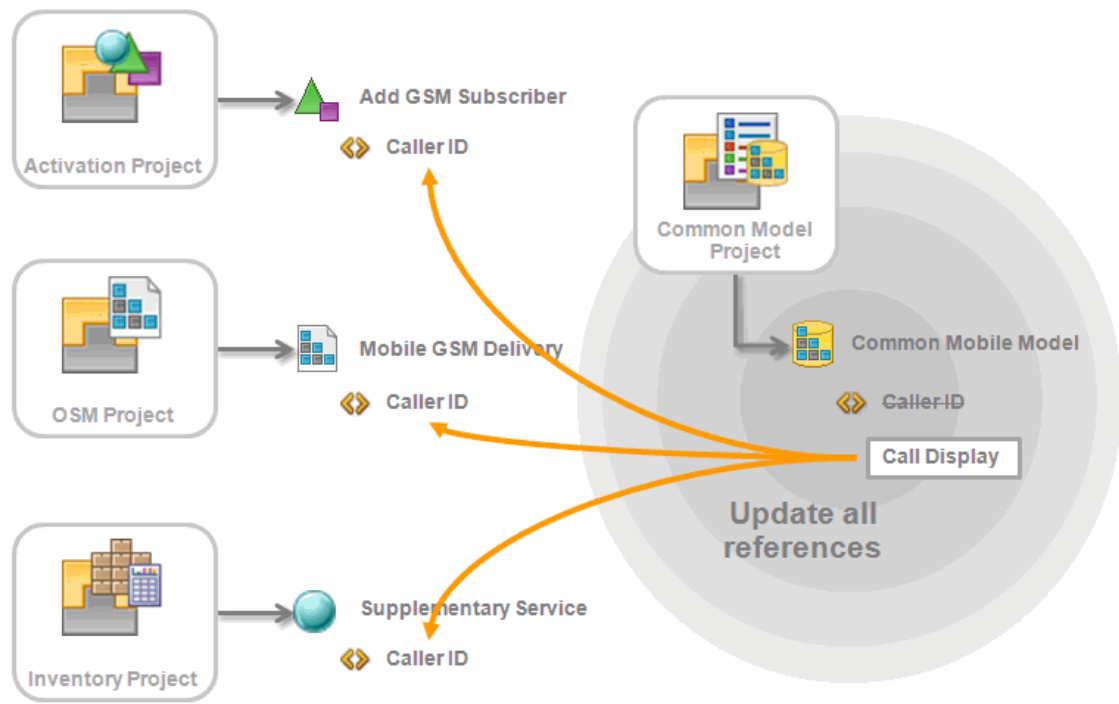 Activation Project
Add GSM Subscriber
Caller ID
Common Model
Project
OSM Project
Mobile GSM Delivery
Caller ID
Common Mobile Model
Caller ID
Call Display
Update all
references
Inventory Project
Supplementary Service
Caller ID